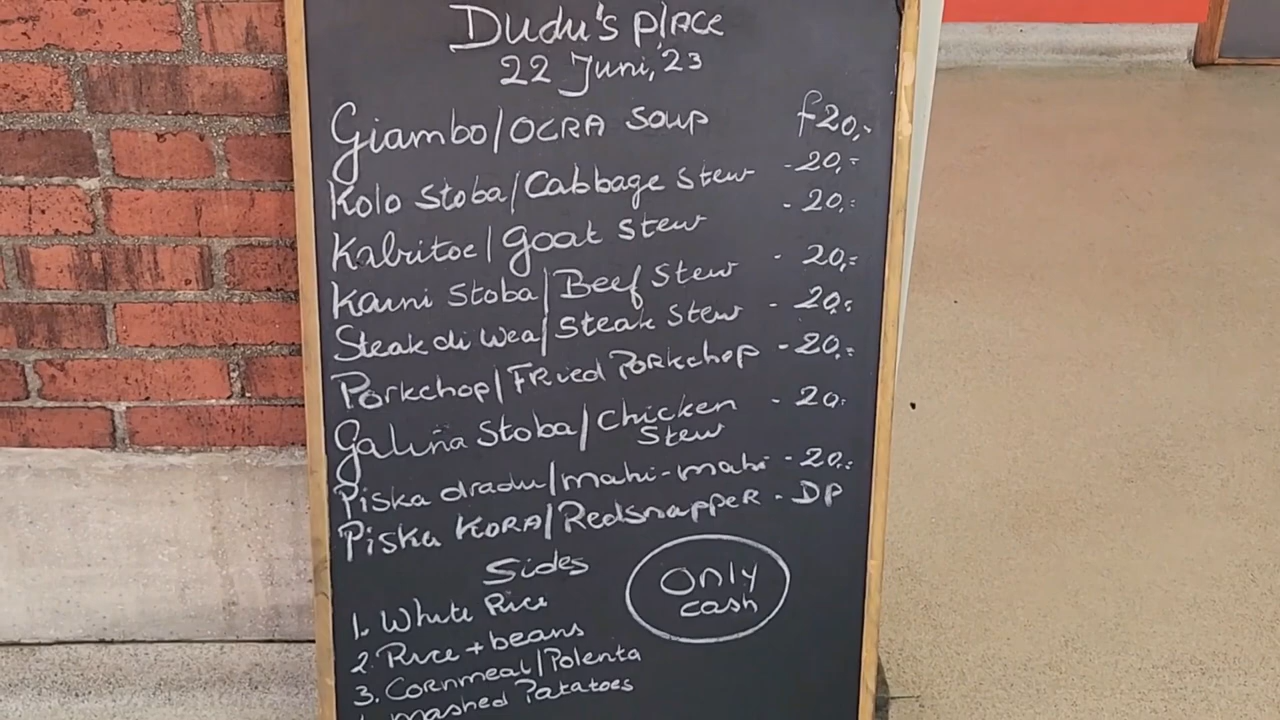 Dudu's place
22 Juni, 23
Giambo/OCRA SOUP f20,-
Kolo Stoba/Cabbage Stew - 20,-
Kabritoe/goat Stew - 20,-
Karni Stoba/Beef Stew - 20,-
Steak di Wea/Steak Stew - 20,-
Porkchop/FRied PORKchop - 20,-
Galiña Stoba/Chicken Stew - 20,-
Piska dradu/mahi-mahi - 20,-
Piska KORA/Redsnapper - DP
Sides
Only
cash
1. White Rice
2. Rice + beans
3. Cornmeal/Polenta
Mashed Patatoes